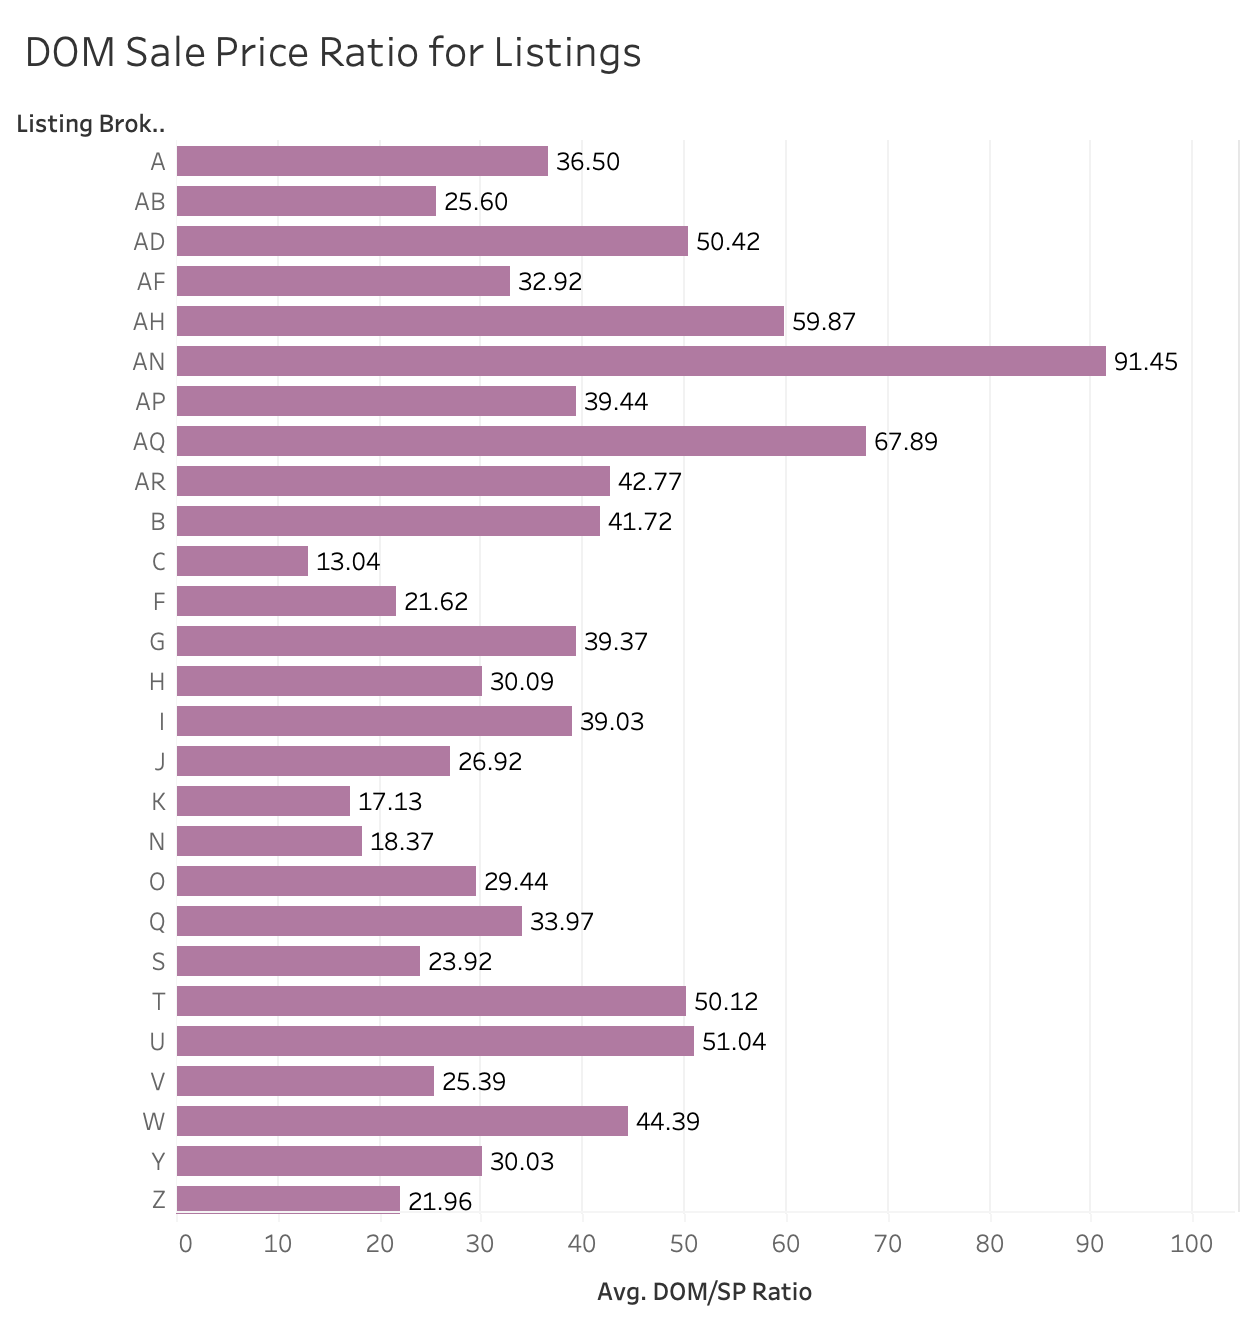 DOM Sale Price Ratio for Listings
Listing Brok..
A 36.50
AB 25.60
AD 50.42
AF 32.92
AH 59.87
AN 91.45
AP 39.44
AQ 67.89
AR 42.77
B 41.72
C 13.04
F 21.62
G 39.37
H 30.09
I 39.03
J 26.92
K 17.13
N 18.37
O 29.44
Q 33.97
S 23.92
T 50.12
U 51.04
V 25.39
W 44.39
Y 30.03
Z 21.96
0 10 20 30 40 50 60 70 80 90 100
Avg. DOM/SP Ratio